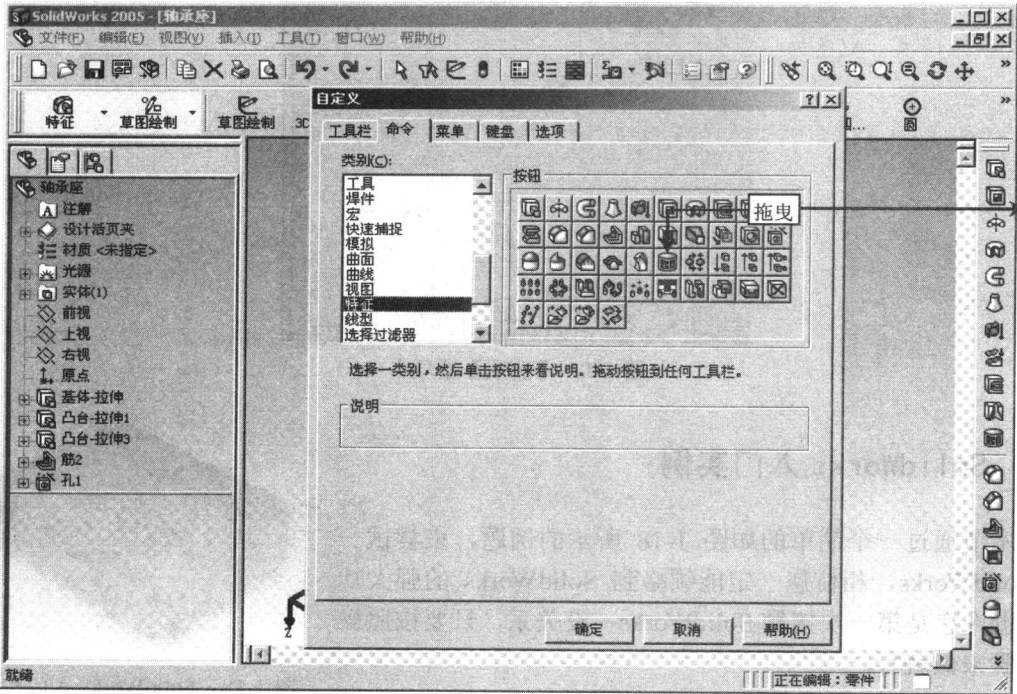 SolidWorks 2005 - [轴承座]
文件(F) 编辑(E) 视图(V) 插入(I) 工具(T) 窗口(W) 帮助(H)
特征 草图绘制 草图绘制 3D
自定义
工具栏 命令 菜单 键盘 选项
类别(C):
工具
焊件
宏
快速捕捉
模拟
曲面
曲线
视图
特征
线型
选择过滤器
按钮
拖曳
选择一类别，然后单击按钮来看说明。拖动按钮到任何工具栏。
说明
确定 取消 帮助(H)
轴承座
注解
设计活页夹
材质 <未指定>
光源
实体(1)
前视
上视
右视
原点
基体-拉伸
凸台-拉伸1
凸台-拉伸3
筋2
孔1
Z
就绪
正在编辑：零件